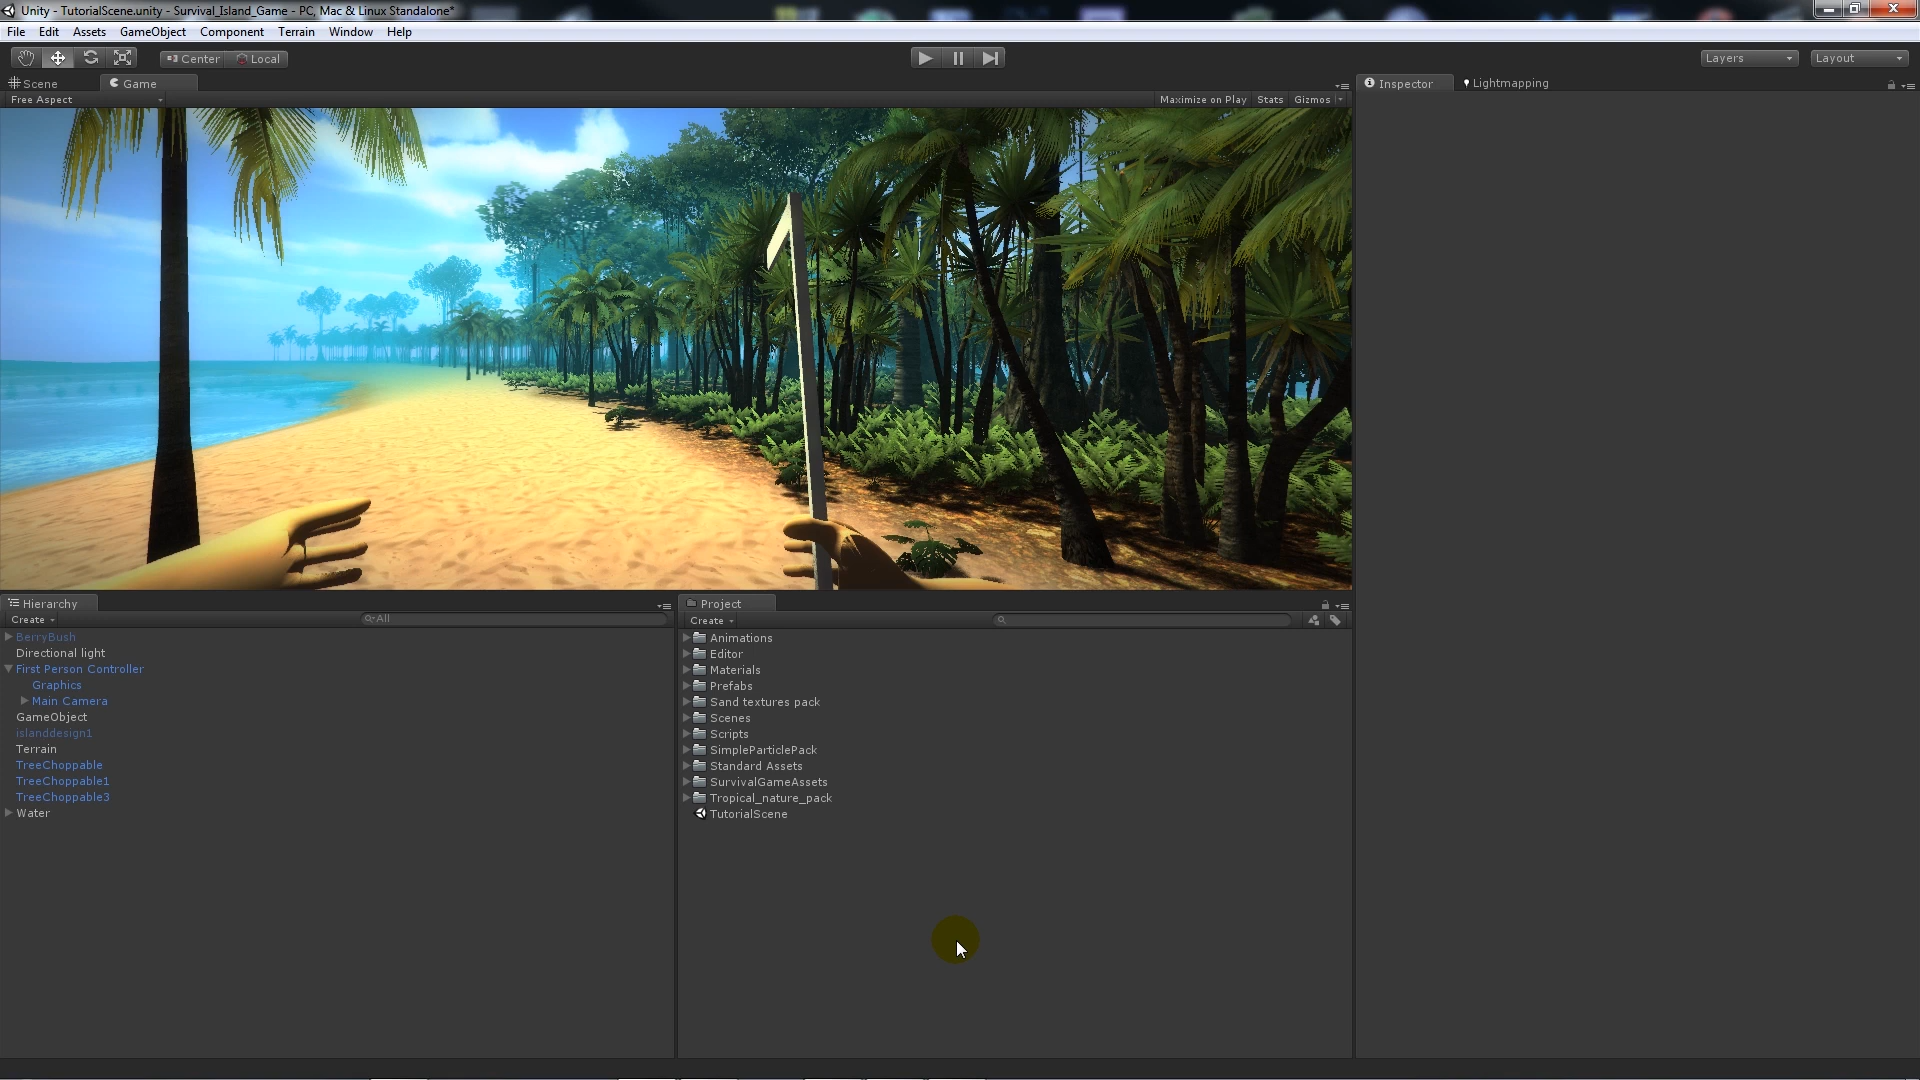 Unity - TutorialScene.unity - Survival_Island_Game - PC, Mac & Linux Standalone*
File Edit Assets GameObject Component Terrain Window Help
Center Local Layers Layout
Scene Game
Free Aspect Maximize on Play Stats Gizmos
Inspector Lightmapping
Hierarchy
Create All
BerryBush
Directional light
First Person Controller
Graphics
Main Camera
GameObject
islanddesign1
Terrain
TreeChoppable
TreeChoppable1
TreeChoppable3
Water
Project
Create
Animations
Editor
Materials
Prefabs
Sand textures pack
Scenes
Scripts
SimpleParticlePack
Standard Assets
SurvivalGameAssets
Tropical_nature_pack
TutorialScene